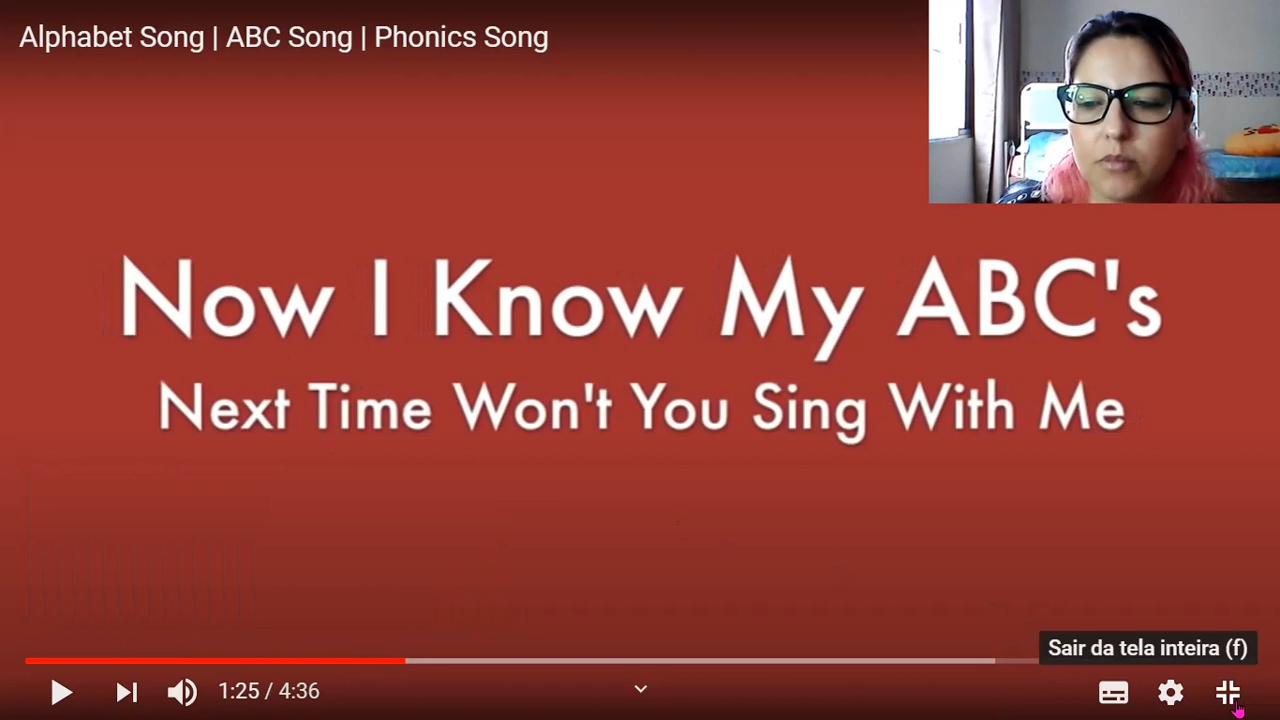 Alphabet Song | ABC Song | Phonics Song
Now I Know My ABC's
Next Time Won't You Sing With Me
Sair da tela inteira (f)
1:25 / 4:36